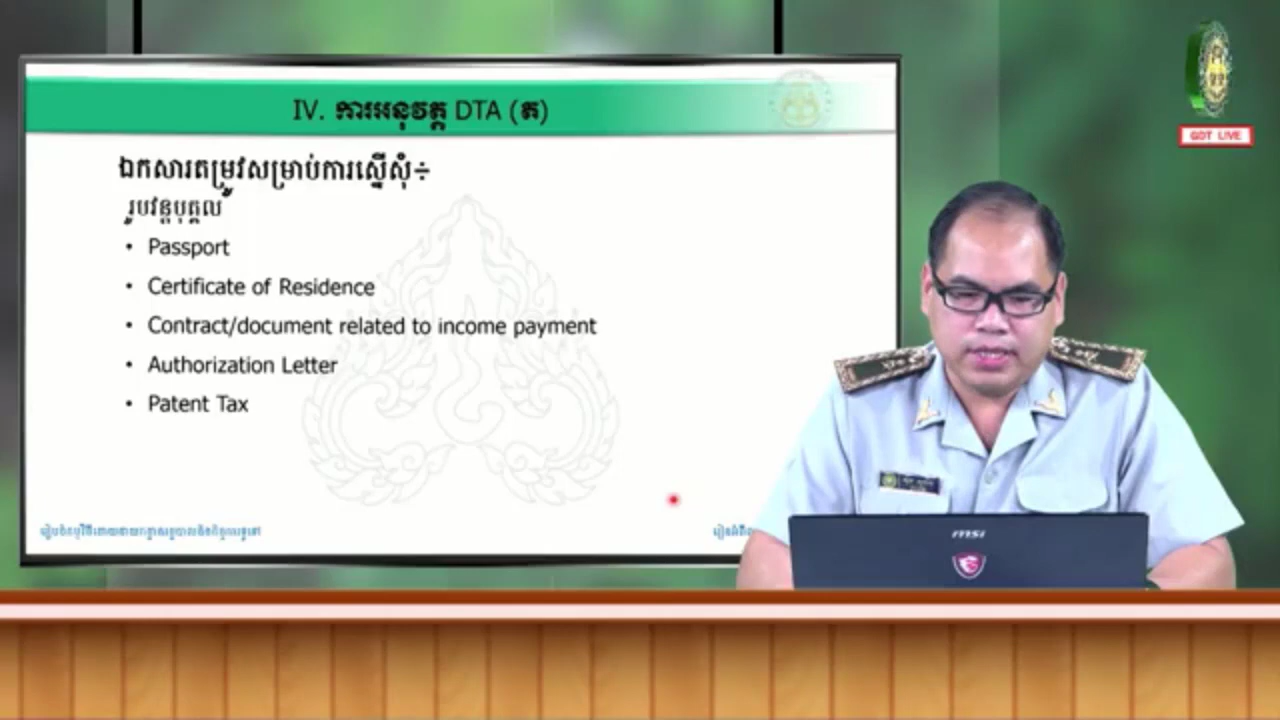 IV. ការអនុវត្ត DTA (ត)
GDT LIVE
ឯកសារតម្រូវសម្រាប់ការស្នើសុំ÷
រូបវន្តបុគ្គល
• Passport
• Certificate of Residence
• Contract/document related to income payment
• Authorization Letter
• Patent Tax
msi